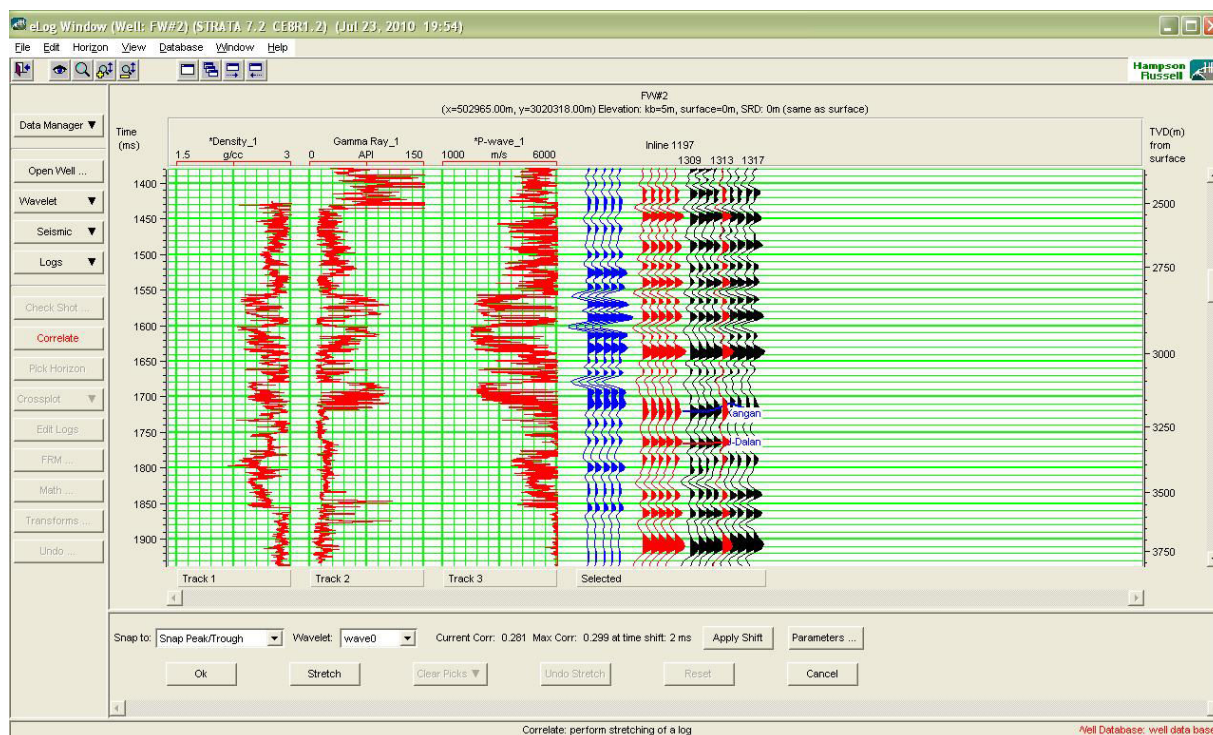 eLog Window (Well: FW#2) (STRATA 7.2 CEBR1.2) (Jul 23, 2010 19:54)
File Edit Horizon View Database Window Help
Hampson
Russell
FW#2
(x=502965.00m, y=3020318.00m) Elevation: kb=5m, surface=0m, SRD: 0m (same as surface)
Data Manager
Open Well ...
Wavelet
Seismic
Logs
Check Shot ...
Correlate
Pick Horizon
Crossplot
Edit Logs
FRM ...
Math ...
Transforms ...
Undo ...
Time
(ms)
*Density_1
1.5 g/cc 3
Gamma Ray_1
0 API 150
*P-wave_1
1000 m/s 6000
Inline 1197
1309 1313 1317
TVD(m)
from
surface
1400
1450
1500
1550
1600
1650
1700
1750
1800
1850
1900
2500
2750
3000
3250
3500
3750
Kangan
-Dalan
Track 1 Track 2 Track 3 Selected
Snap to: Snap Peak/Trough Wavelet: wave0 Current Corr: 0.281 Max Corr: 0.299 at time shift: 2 ms Apply Shift Parameters ...
Ok Stretch Clear Picks Undo Stretch Reset Cancel
Correlate: perform stretching of a log
Well Database: well data base